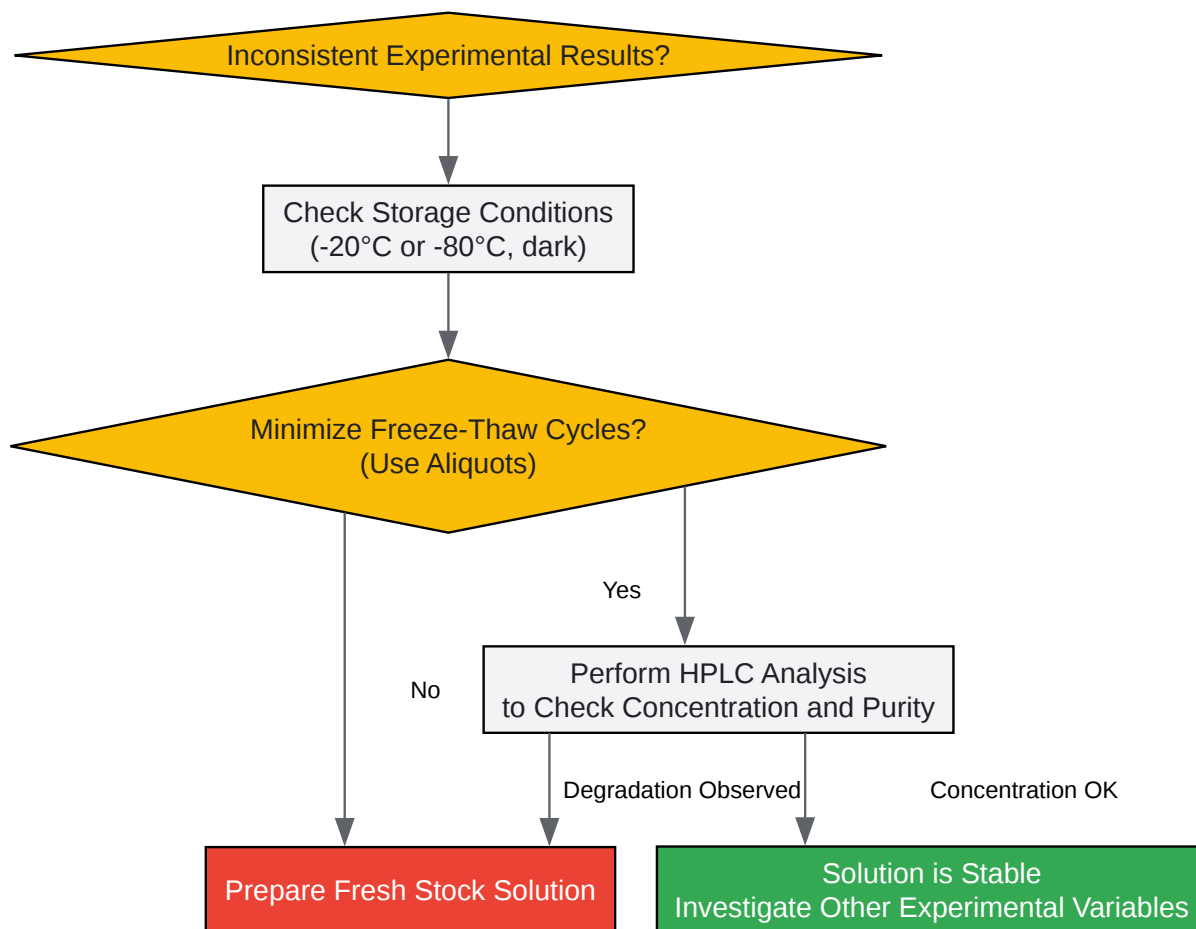 Inconsistent Experimental Results?
Check Storage Conditions
(-20°C or -80°C, dark)
Minimize Freeze-Thaw Cycles?
(Use Aliquots)
Yes
No
Perform HPLC Analysis
to Check Concentration and Purity
Degradation Observed
Concentration OK
Prepare Fresh Stock Solution
Solution is Stable
Investigate Other Experimental Variables